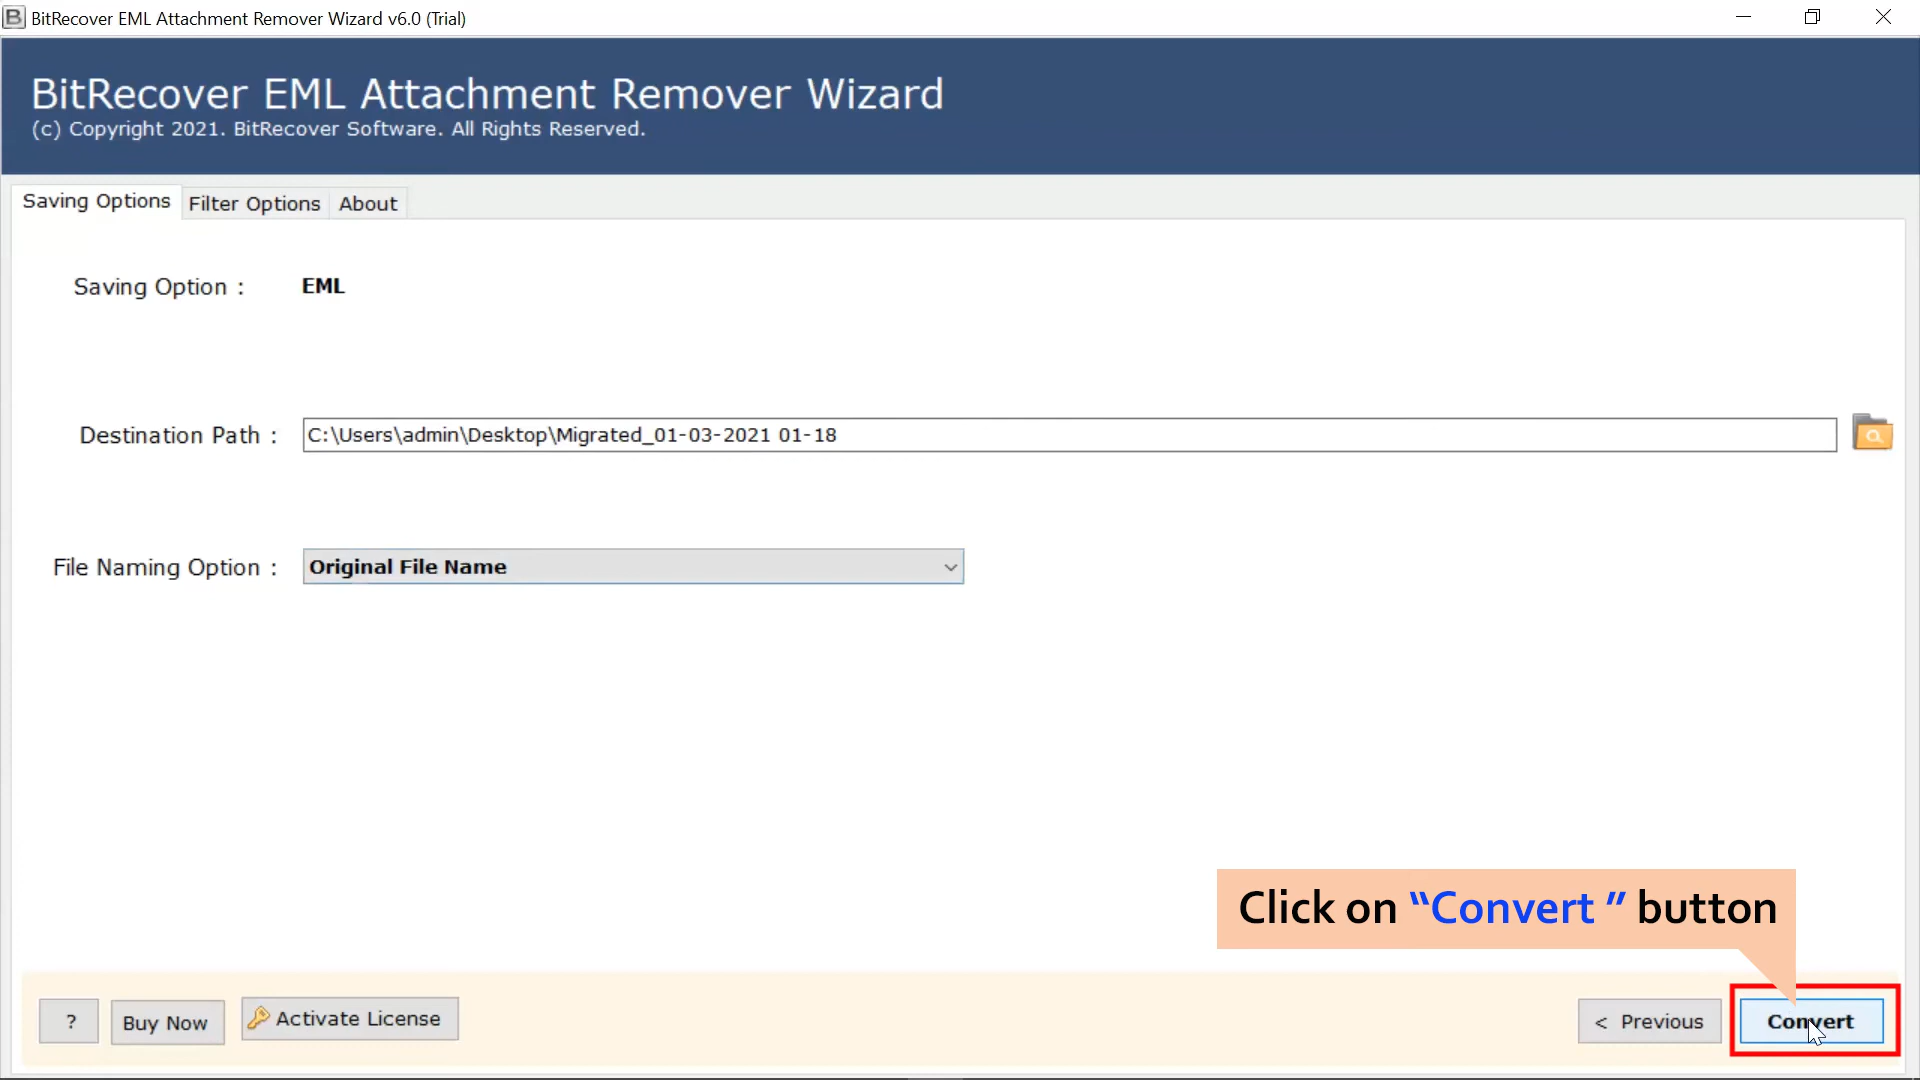 BitRecover EML Attachment Remover Wizard v6.0 (Trial)
BitRecover EML Attachment Remover Wizard
(c) Copyright 2021. BitRecover Software. All Rights Reserved.
Saving Options Filter Options About
Saving Option : EML
Destination Path : C:\Users\admin\Desktop\Migrated_01-03-2021 01-18
File Naming Option : Original File Name
Click on “Convert ” button
? Buy Now Activate License < Previous Convert